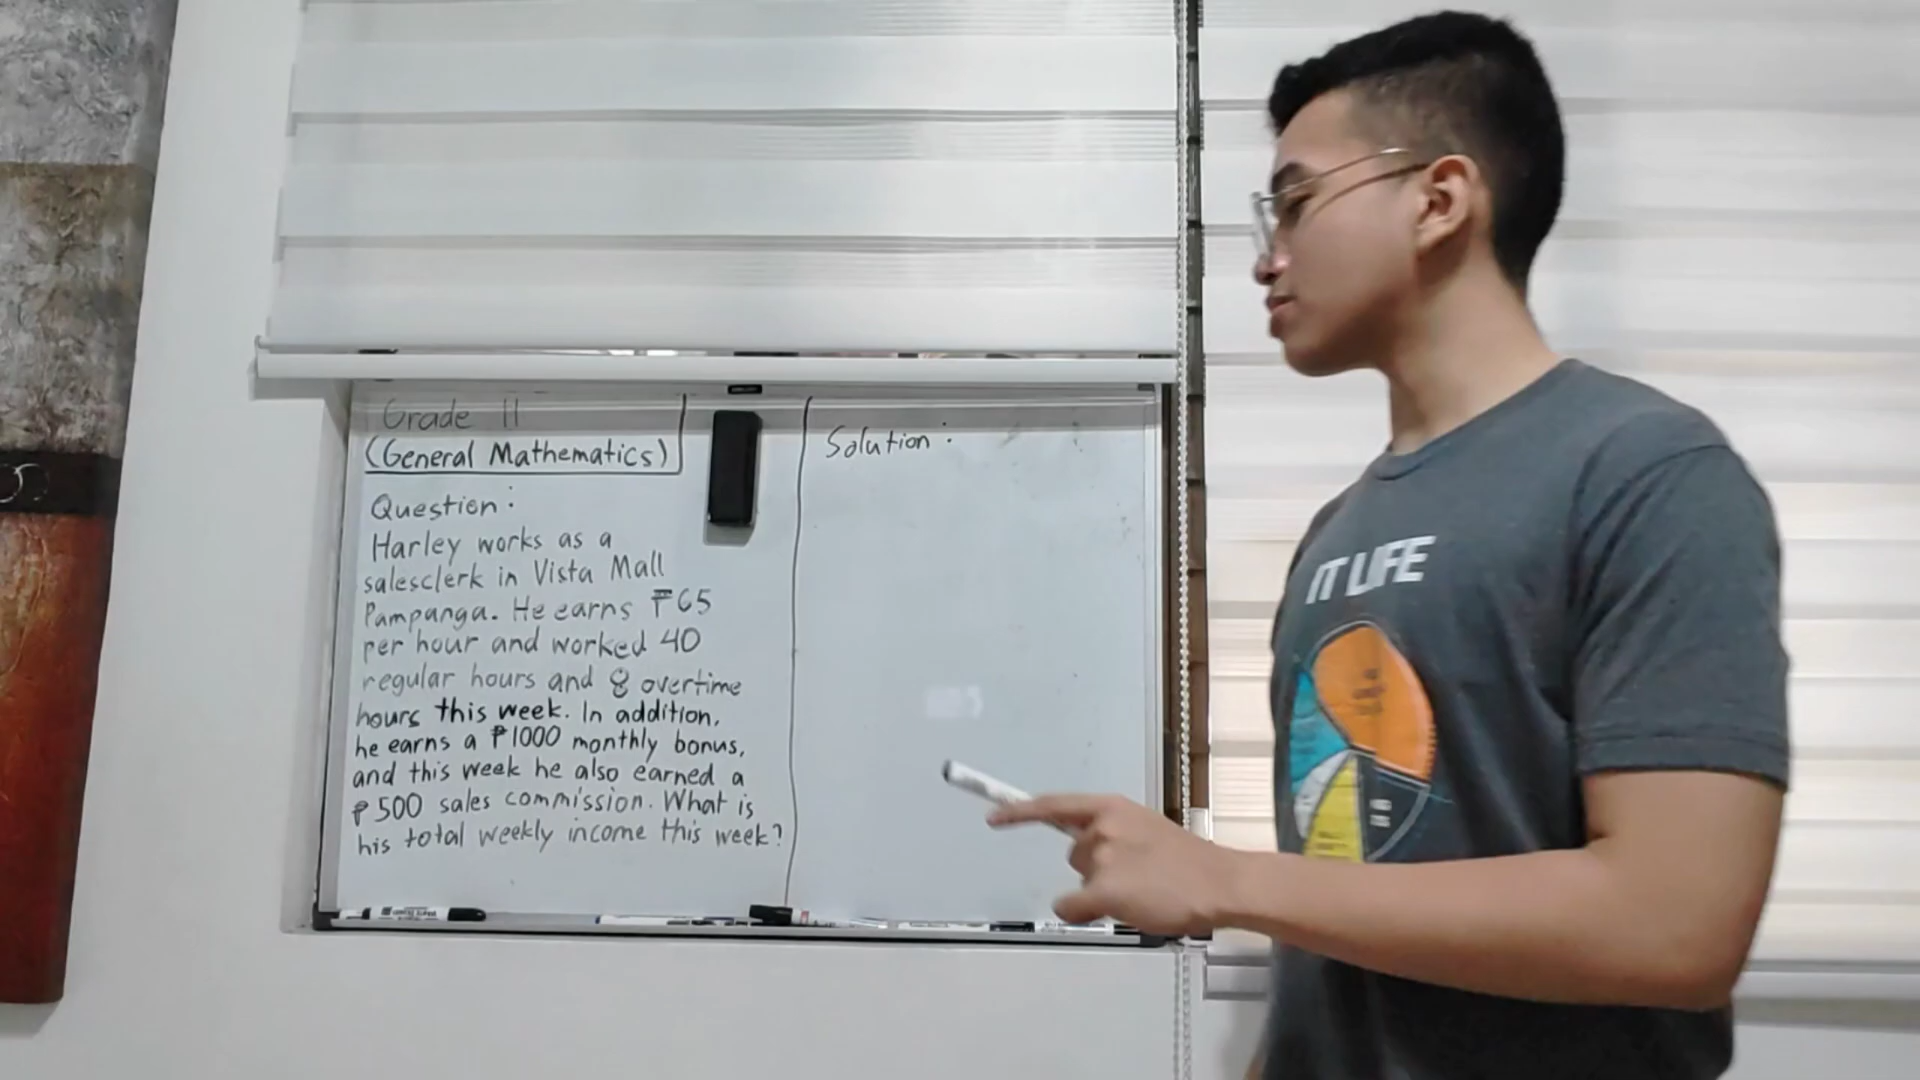 Grade 11
(General Mathematics)
Question:
Harley works as a
salesclerk in Vista Mall
Pampanga. He earns ₱65
per hour and worked 40
regular hours and 8 overtime
hours this week. In addition,
he earns a ₱1000 monthly bonus,
and this week he also earned a
₱500 sales commission. What is
his total weekly income this week?
Solution:
IT LIFE